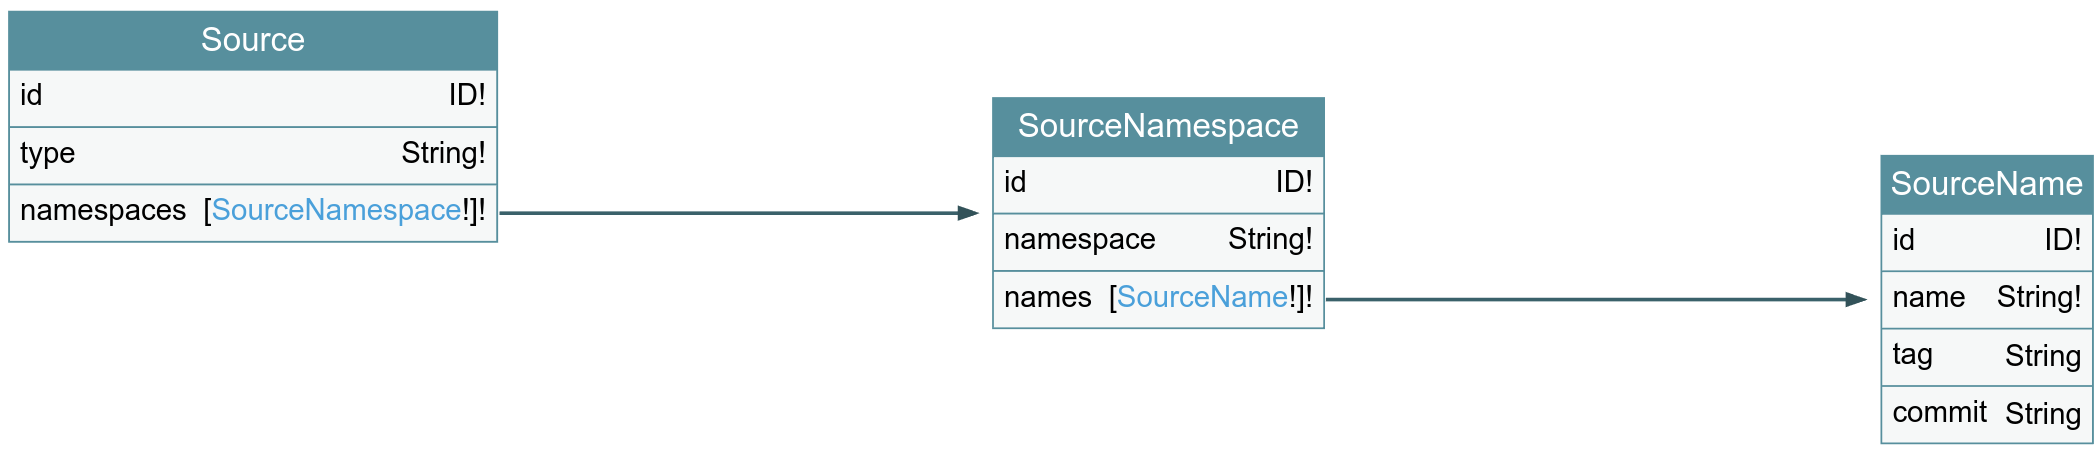 Source
id ID!
type String!
namespaces [SourceNamespace!]!
SourceNamespace
id ID!
namespace String!
names [SourceName!]!
SourceName
id ID!
name String!
tag String
commit String